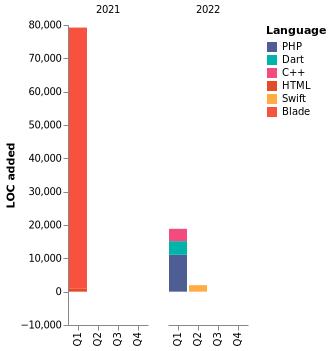 2021
2022
Language
PHP
Dart
C++
HTML
Swift
Blade
LOC added
80,000
70,000
60,000
50,000
40,000
30,000
20,000
10,000
0
−10,000
Q1
Q2
Q3
Q4
Q1
Q2
Q3
Q4